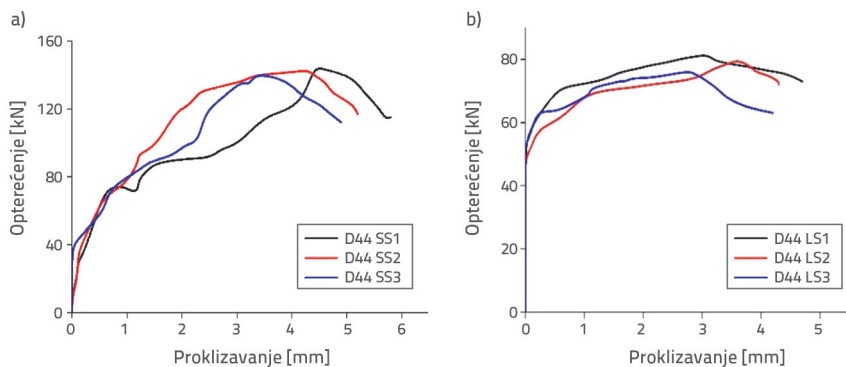 a)
Opterećenje [kN]
160
120
80
40
0
0 1 2 3 4 5 6
Proklizavanje [mm]
D44 SS1
D44 SS2
D44 SS3
b)
Opterećenje [kN]
80
60
40
20
0
0 1 2 3 4 5
Proklizavanje [mm]
D44 LS1
D44 LS2
D44 LS3